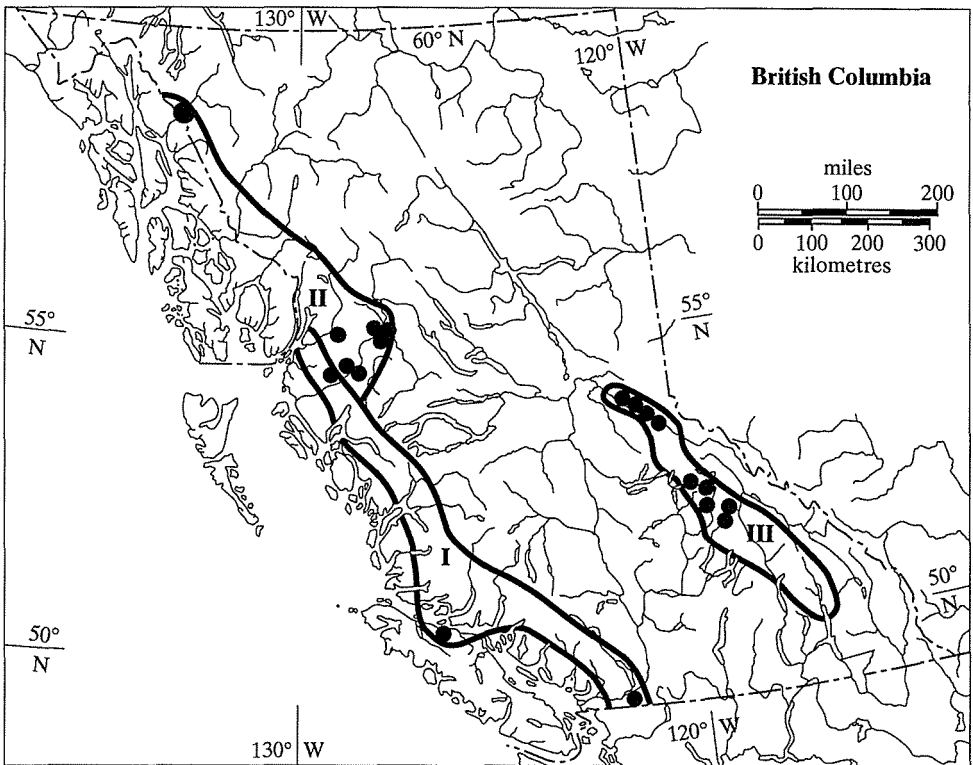 130° W
60° N
120° W
British Columbia
miles
0 100 200
0 100 200 300
kilometres
II
55°
N
55°
N
III
I
50°
N
50°
N
130° W
120° W